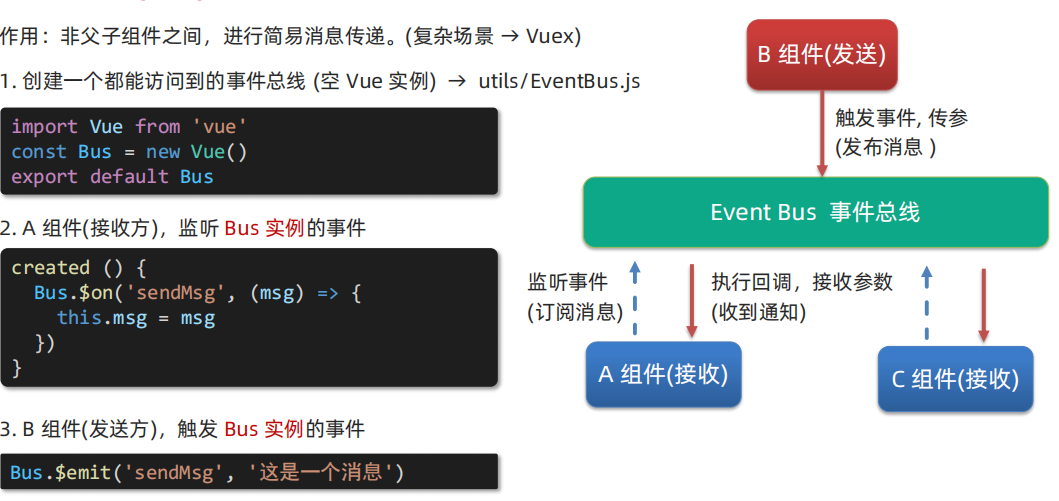 作用：非父子组件之间，进行简易消息传递。(复杂场景 → Vuex)
1. 创建一个都能访问到的事件总线 (空 Vue 实例) → utils/EventBus.js
import Vue from 'vue'
const Bus = new Vue()
export default Bus
2. A 组件(接收方)，监听 Bus 实例的事件
created () {
  Bus.$on('sendMsg', (msg) => {
    this.msg = msg
  })
}
3. B 组件(发送方)，触发 Bus 实例的事件
Bus.$emit('sendMsg', '这是一个消息')
B 组件(发送)
触发事件, 传参
(发布消息 )
Event Bus 事件总线
监听事件
(订阅消息)
执行回调，接收参数
(收到通知)
A 组件(接收)
C 组件(接收)